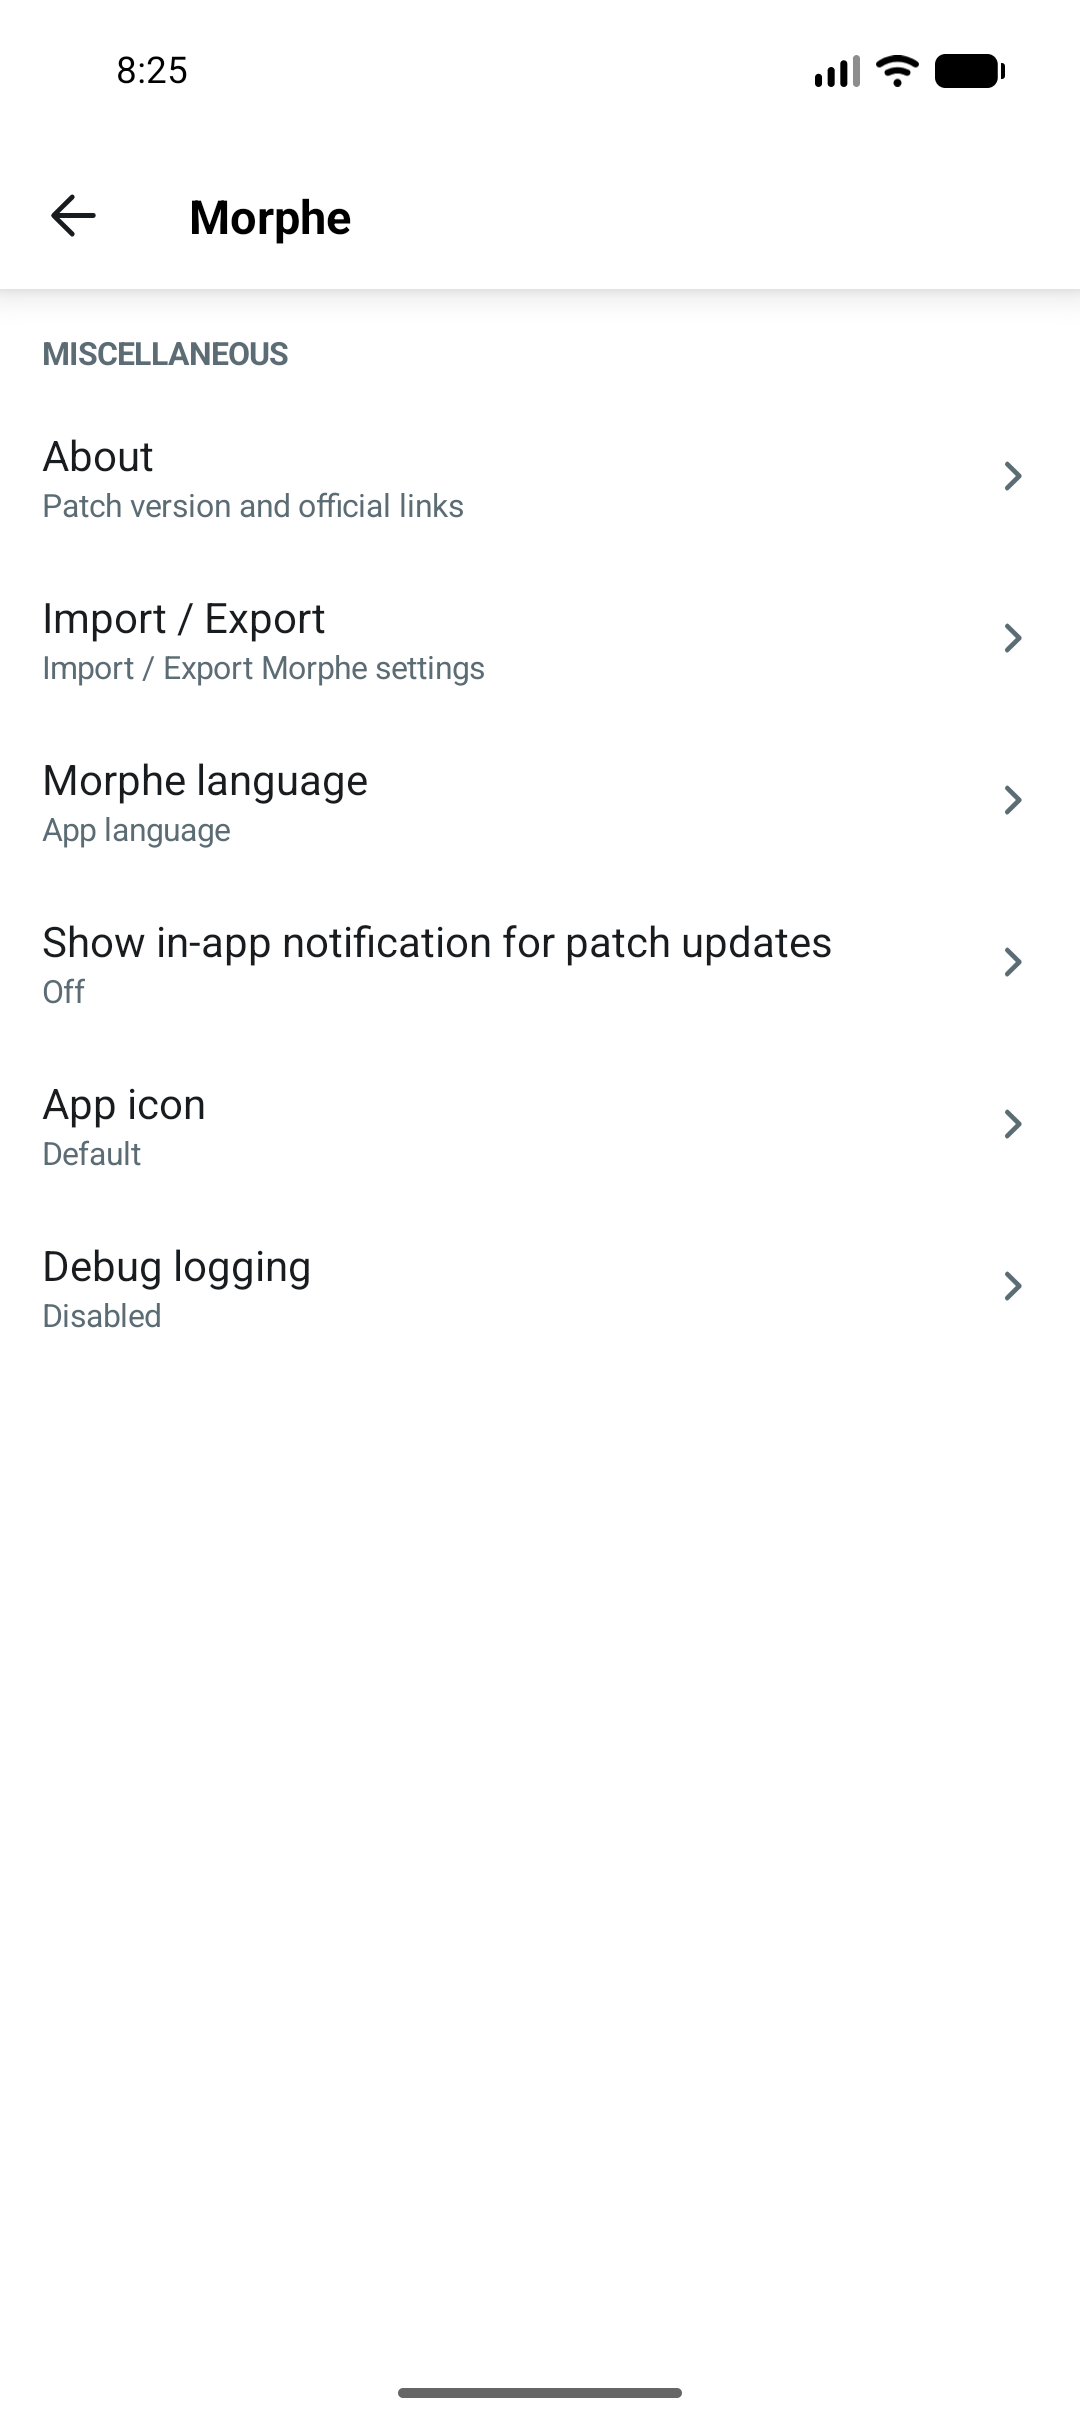 8:25
Morphe
MISCELLANEOUS
About
Patch version and official links
Import / Export
Import / Export Morphe settings
Morphe language
App language
Show in-app notification for patch updates
Off
App icon
Default
Debug logging
Disabled